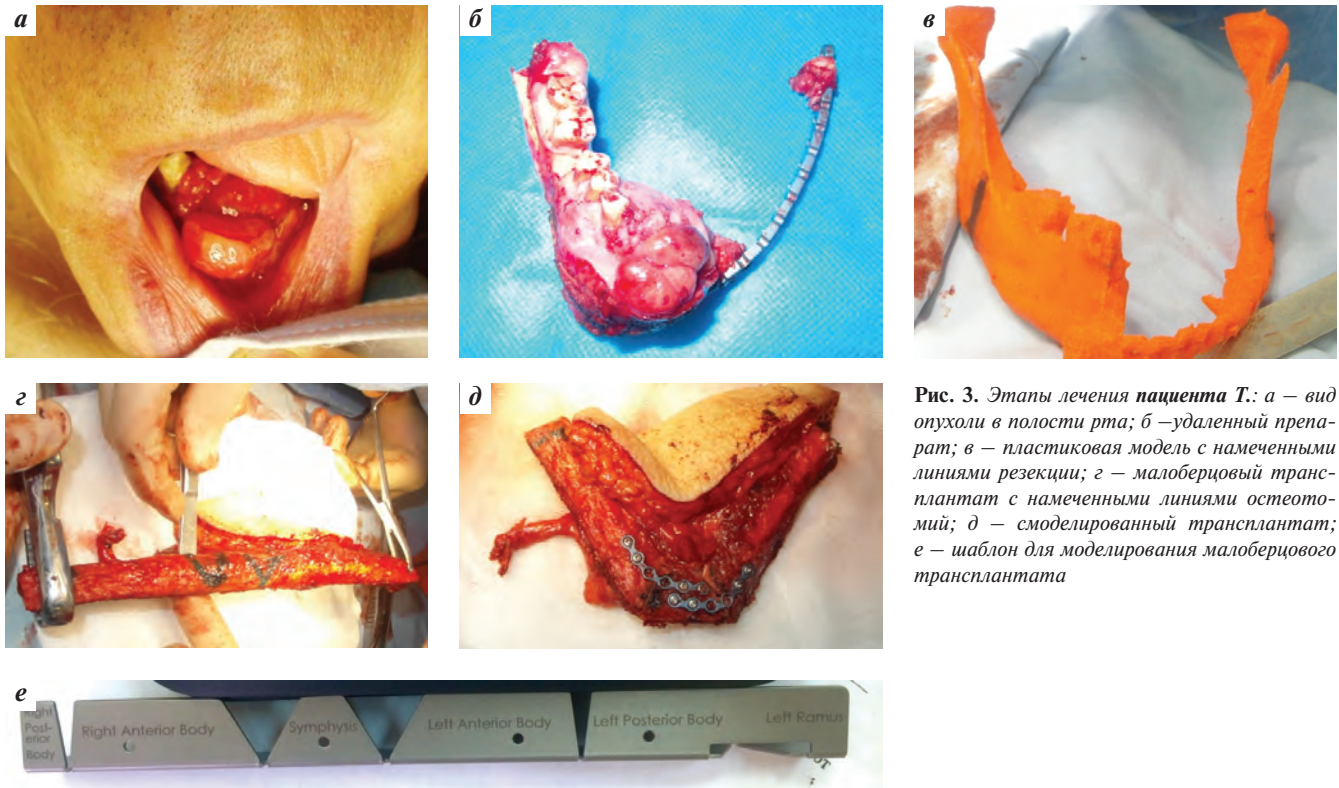 а
б
в
г
д
Рис. 3. Этапы лечения пациента Т.: а — вид
опухоли в полости рта; б —удаленный препа-
рат; в — пластиковая модель с намеченными
линиями резекции; г — малоберцовый транс-
плантат с намеченными линиями остеото-
мий; д — смоделированный трансплантат;
е — шаблон для моделирования малоберцового
трансплантата
е
Right
Post-
erior
Body
Right Anterior Body
Symphysis
Left Anterior Body
Left Posterior Body
Left Ramus